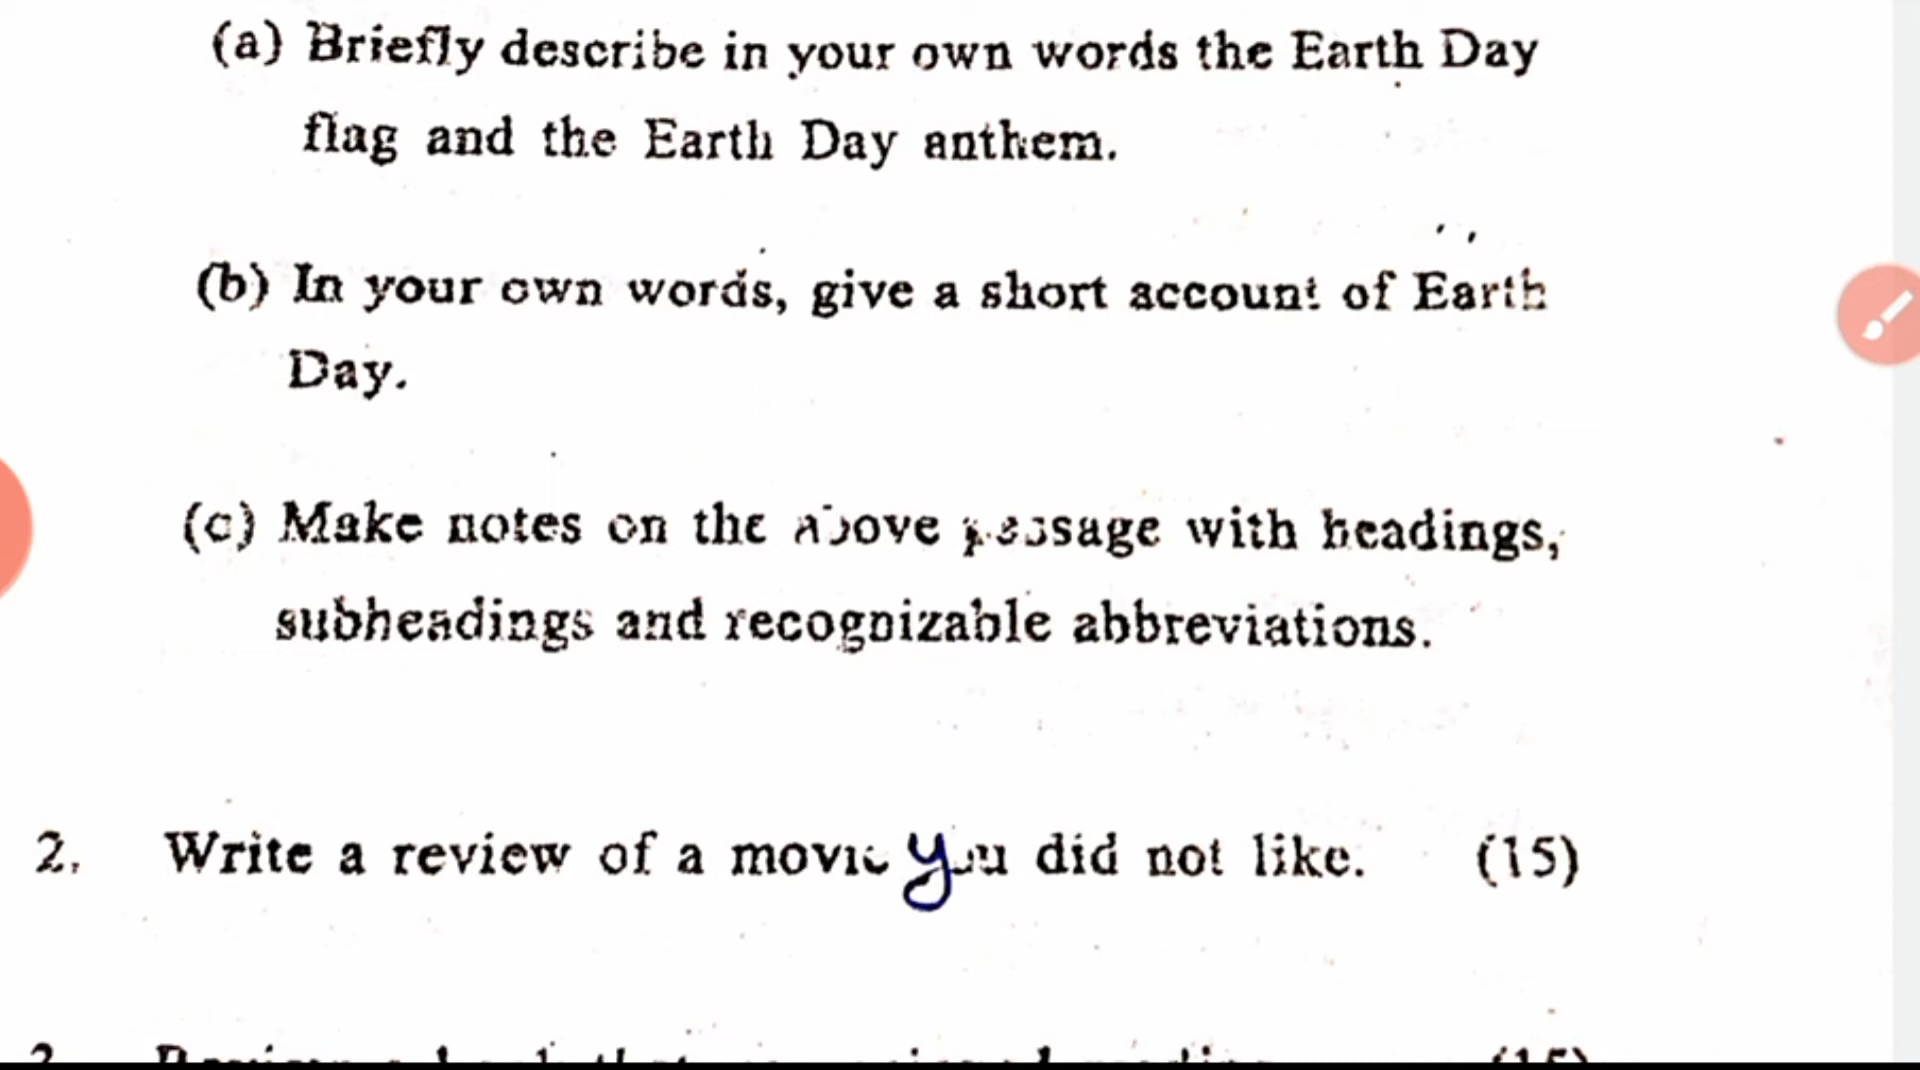 (a) Briefly describe in your own words the Earth Day
flag and the Earth Day anthem.
(b) In your own words, give a short account of Earth
Day.
(c) Make notes on the above passage with headings,
subheadings and recognizable abbreviations.
2. Write a review of a movie you did not like. (15)